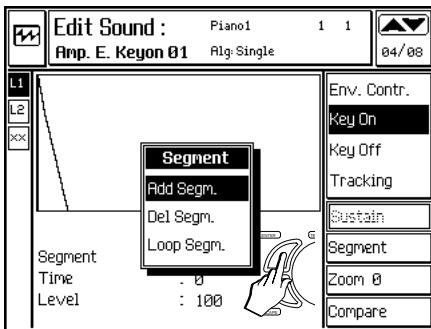 Edit Sound : Piano1 1 1
Amp. E. Keyon 01 Alg:Single 04/08
L1
L2
××
Env. Contr.
Key On
Key Off
Tracking
Sustain
Segment
Zoom 0
Compare
Segment
Add Segm.
Del Segm.
Loop Segm.
Segment
Time : 0
Level : 100